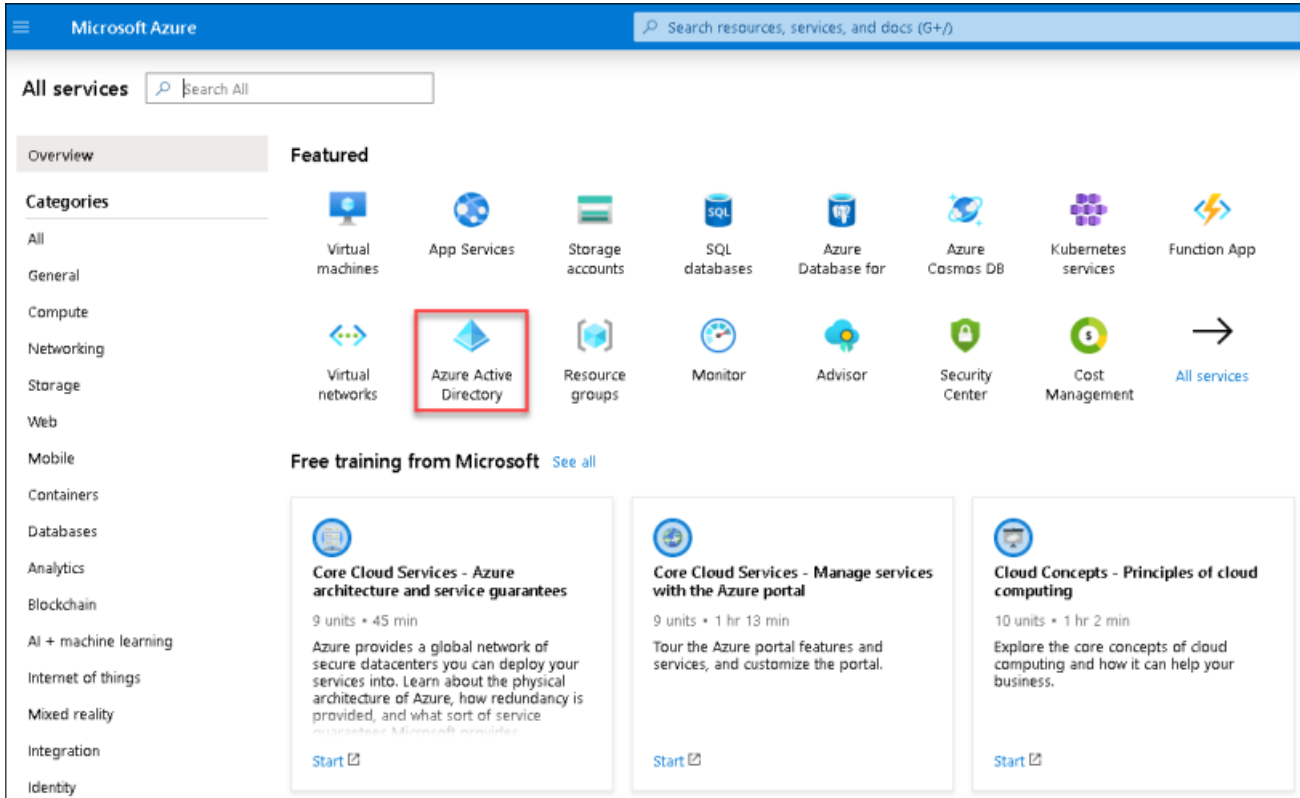 Microsoft Azure
Search resources, services, and docs (G+/)
All services
Search All
Overview
Categories
All
General
Compute
Networking
Storage
Web
Mobile
Containers
Databases
Analytics
Blockchain
AI + machine learning
Internet of things
Mixed reality
Integration
Identity
Featured
Virtual
machines
App Services
Storage
accounts
SQL
SQL
databases
Azure
Database for
Azure
Cosmos DB
Kubernetes
services
Function App
Virtual
networks
Azure Active
Directory
Resource
groups
Monitor
Advisor
Security
Center
$
Cost
Management
All services
Free training from Microsoft See all
Core Cloud Services - Azure
architecture and service guarantees
9 units • 45 min
Azure provides a global network of
secure datacenters you can deploy your
services into. Learn about the physical
architecture of Azure, how redundancy is
provided, and what sort of service
guarantees Microsoft provides
Start
Core Cloud Services - Manage services
with the Azure portal
9 units • 1 hr 13 min
Tour the Azure portal features and
services, and customize the portal.
Start
Cloud Concepts - Principles of cloud
computing
10 units • 1 hr 2 min
Explore the core concepts of cloud
computing and how it can help your
business.
Start